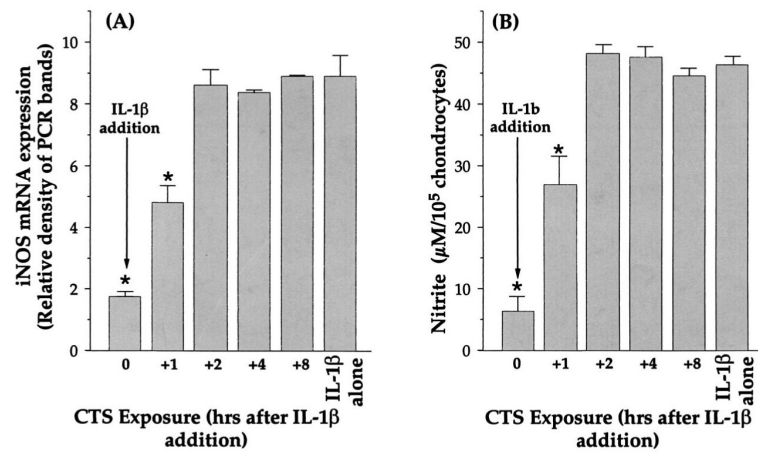 (A)
iNOS mRNA expression
(Relative density of PCR bands)
10
8
6
4
2
0
IL-1β
addition
*
*
0
+1
+2
+4
+8
IL-1β
alone
CTS Exposure (hrs after IL-1β
addition)
(B)
Nitrite (μM/10⁵ chondrocytes)
50
40
30
20
10
0
IL-1b
addition
*
*
0
+1
+2
+4
+8
IL-1β
alone
CTS Exposure (hrs after IL-1β
addition)